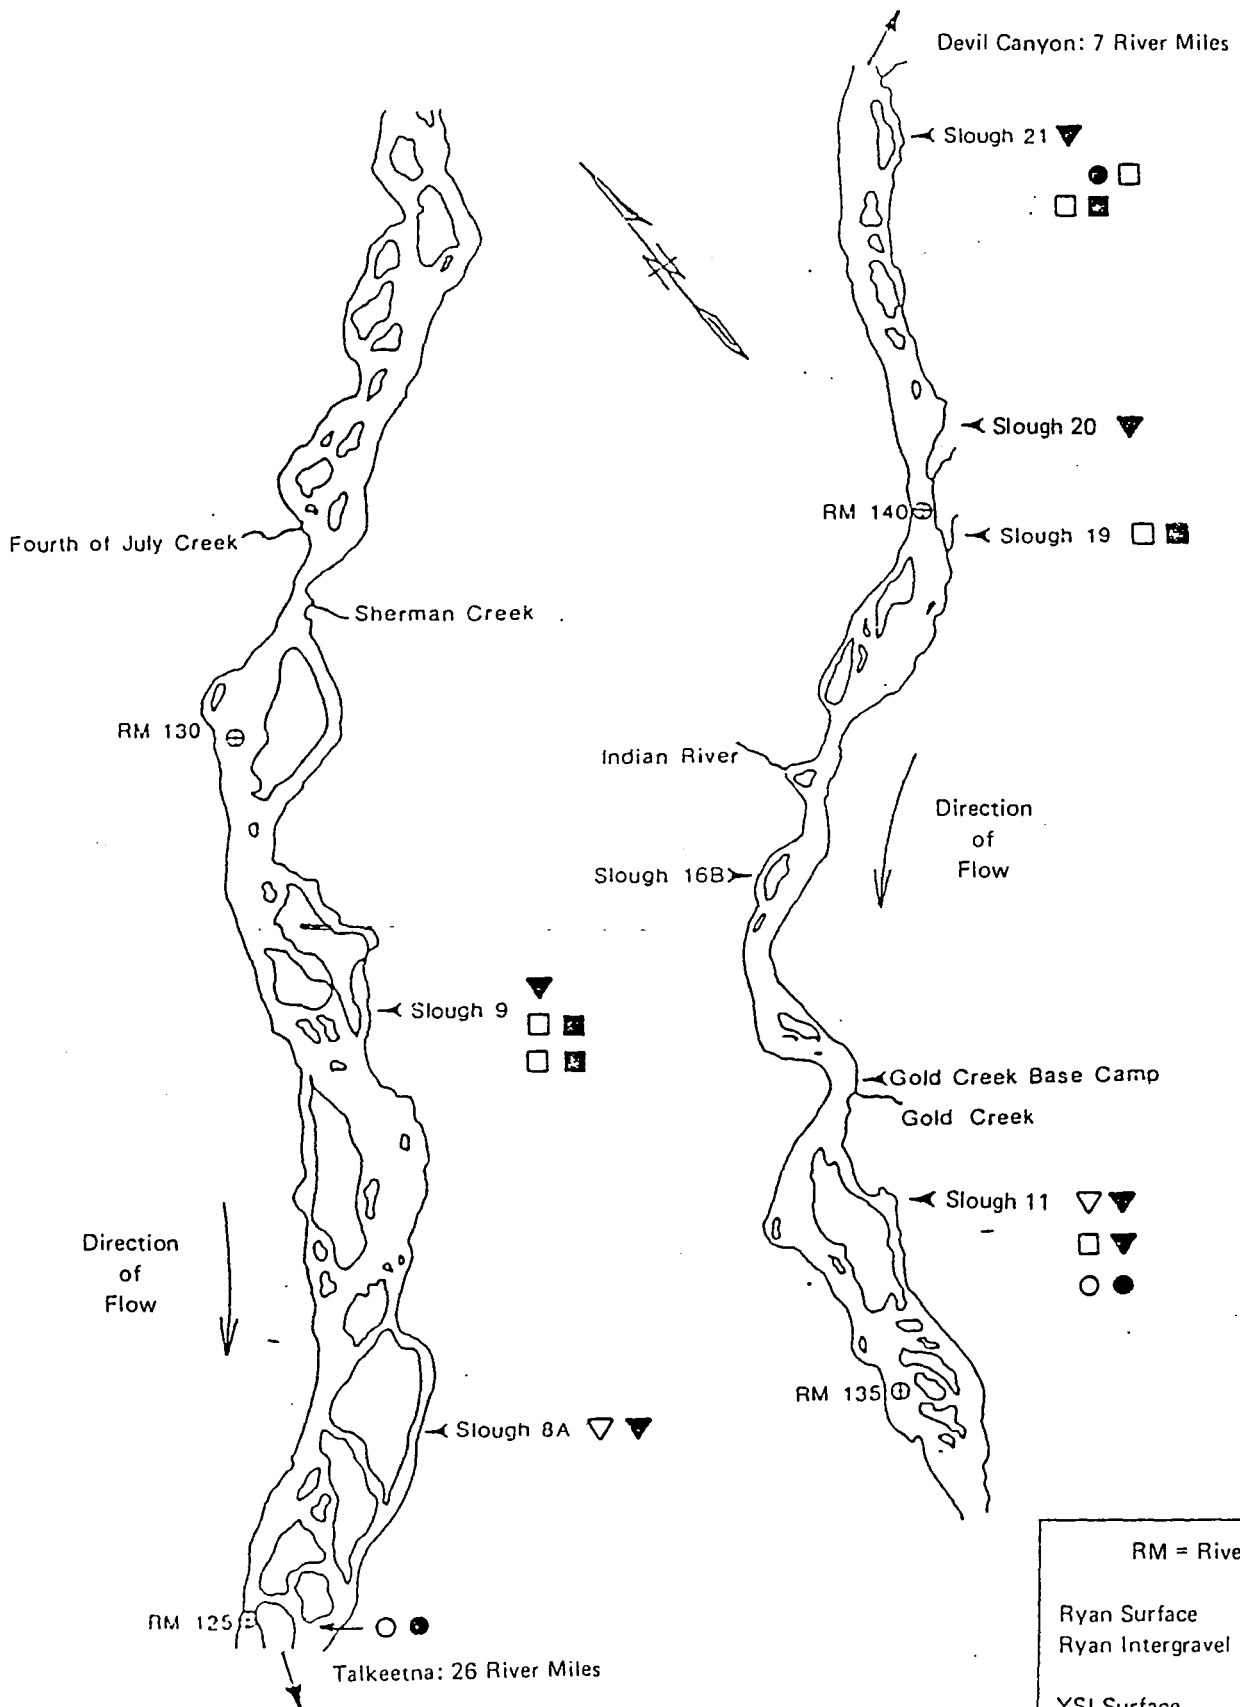 Devil Canyon: 7 River Miles
Slough 21
Slough 20
RM 140
Slough 19
Fourth of July Creek
Sherman Creek
RM 130
Indian River
Direction
of
Flow
Slough 16B
Slough 9
Gold Creek Base Camp
Gold Creek
Slough 11
Direction
of
Flow
RM 135
Slough 8A
RM 125
Talkeetna: 26 River Miles
RM = Rive
Ryan Surface
Ryan Intergravel
YSI Surface